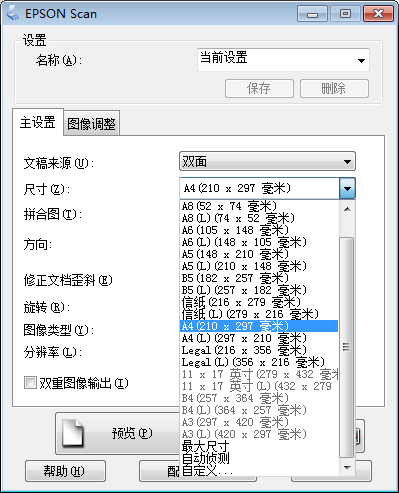 EPSON Scan
设置
名称(A):
当前设置
保存
删除
主设置
图像调整
文稿来源(U):
双面
尺寸(Z):
A4(210 x 297 毫米)
拼合图(T):
方向:
修正文档歪斜(E)
旋转(R):
图像类型(Y):
分辨率(L):
双重图像输出(I)
A8(52 x 74 毫米)
A8(L)(74 x 52 毫米)
A6(105 x 148 毫米)
A6(L)(148 x 105 毫米)
A5(148 x 210 毫米)
A5(L)(210 x 148 毫米)
B5(182 x 257 毫米)
B5(L)(257 x 182 毫米)
信纸(216 x 279 毫米)
信纸(L)(279 x 216 毫米)
A4(210 x 297 毫米)
A4(L)(297 x 210 毫米)
Legal(216 x 356 毫米)
Legal(L)(356 x 216 毫米)
11 x 17 英寸(279 x 432 毫米
11 x 17 英寸(L)(432 x 279
B4(257 x 364 毫米)
B4(L)(364 x 257 毫米)
A3(297 x 420 毫米)
A3(L)(420 x 297 毫米)
最大尺寸
自动侦测
自定义...
预览(P)
帮助(H)
配